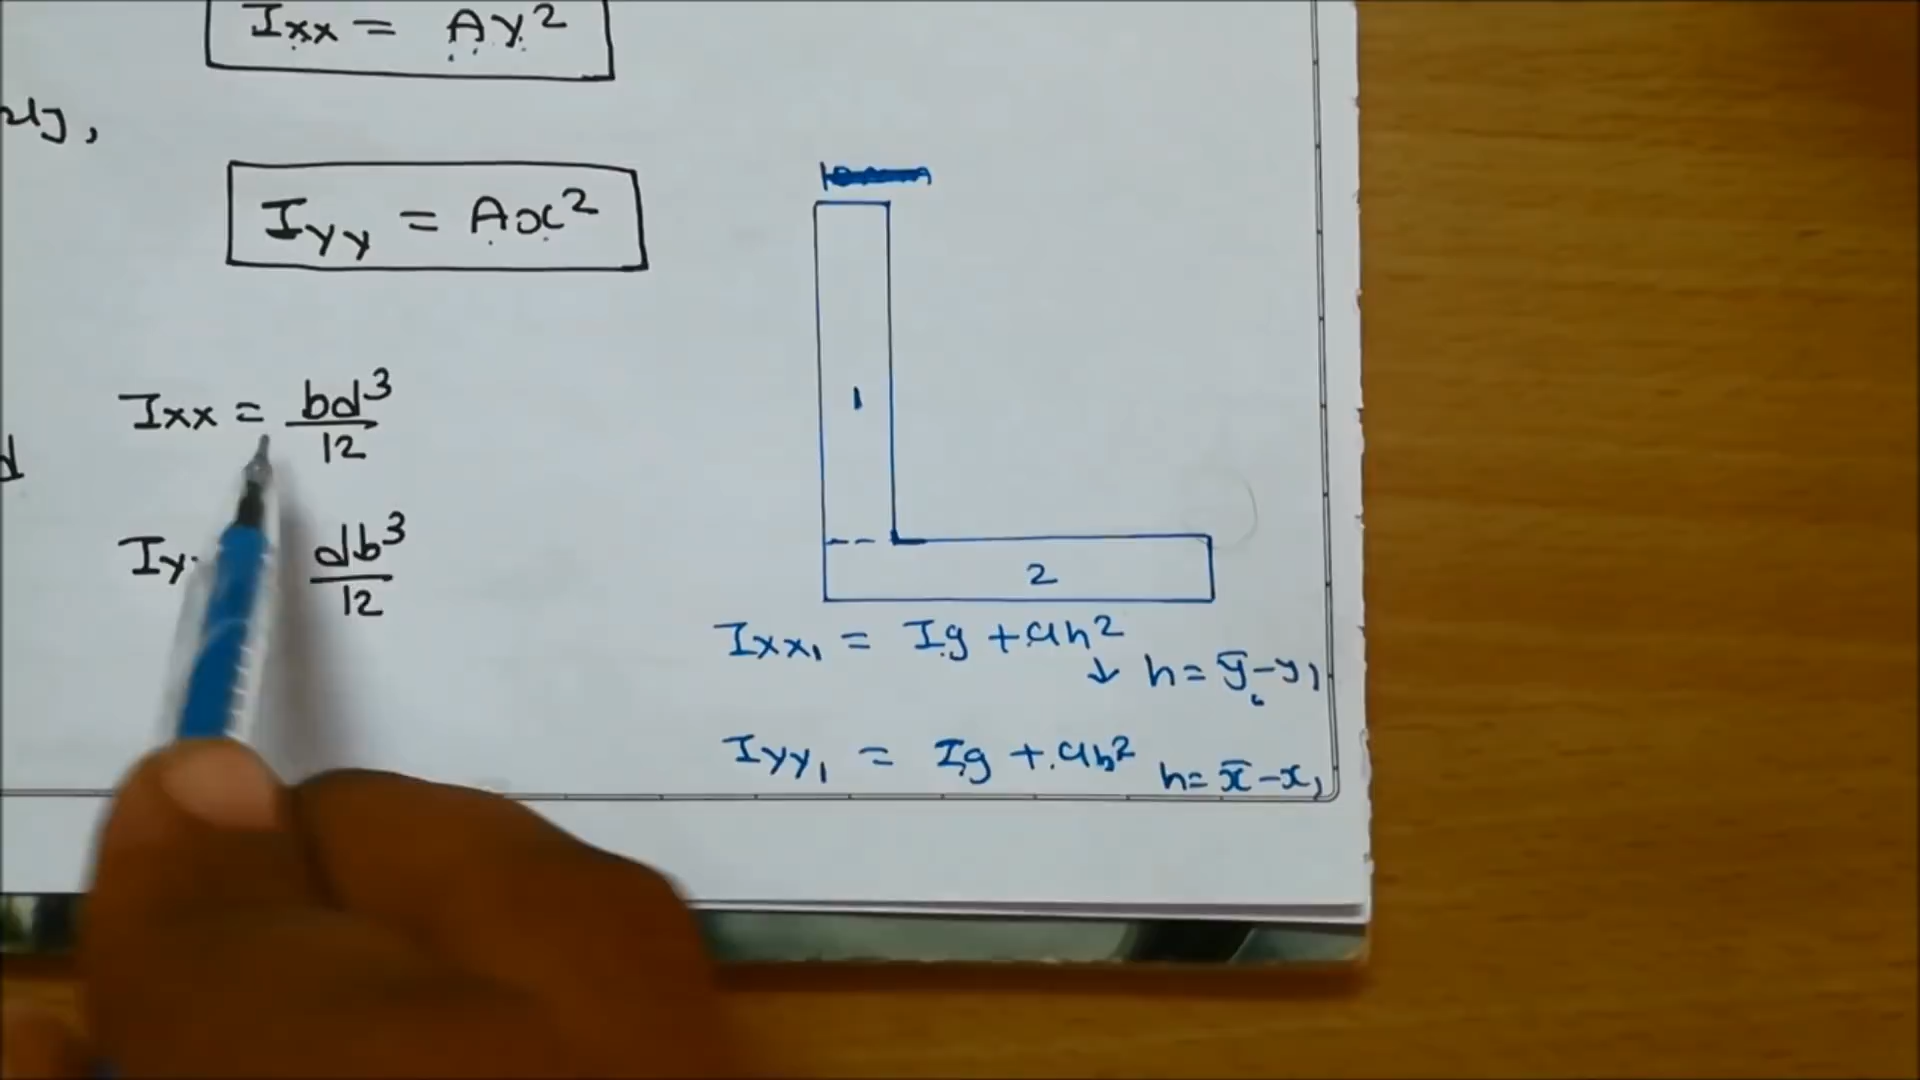 Ixx = Ay²
Iyy = Ax²
Ixx = bd³/12
Iy db³/12
1
2
Ixx₁ = Ig + ah²
↓ h = ȳ - y₁
Iyy₁ = Ig + ah² h = x̄ - x₁